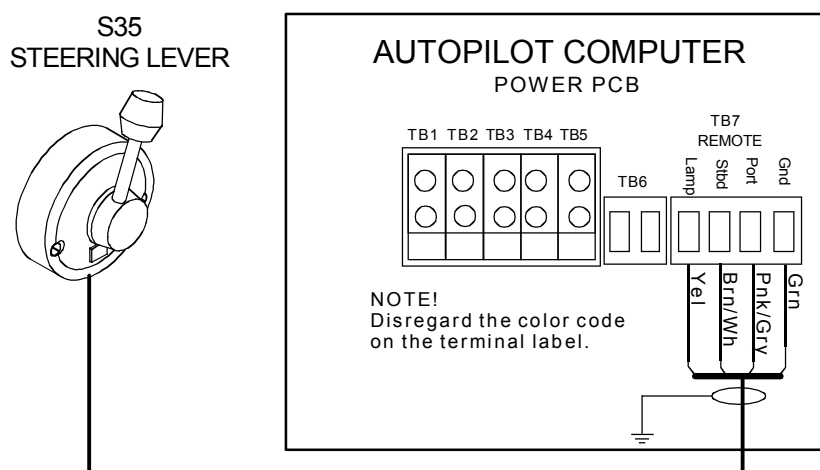 S35
STEERING LEVER
AUTOPILOT COMPUTER
POWER PCB
TB1 TB2 TB3 TB4 TB5
TB6
TB7
REMOTE
Lamp
Stbd
Port
Gnd
Yel
Brn/Wh
Pnk/Gry
Grn
NOTE!
Disregard the color code
on the terminal label.